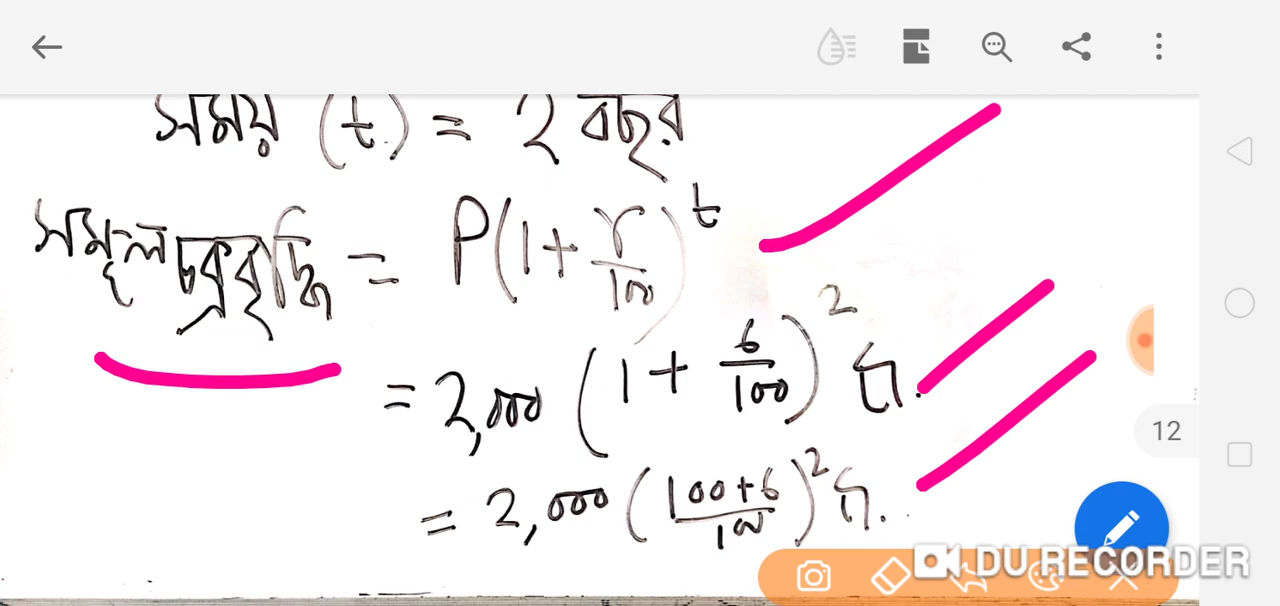 সময় (t) = 2 বছর
সমূল চক্রবৃদ্ধি = P(1 + r/100)^t
= 2,000 (1 + 6/100)^2 টা.
= 2,000 (100+6/100)^2 টা.
12
DU RECORDER